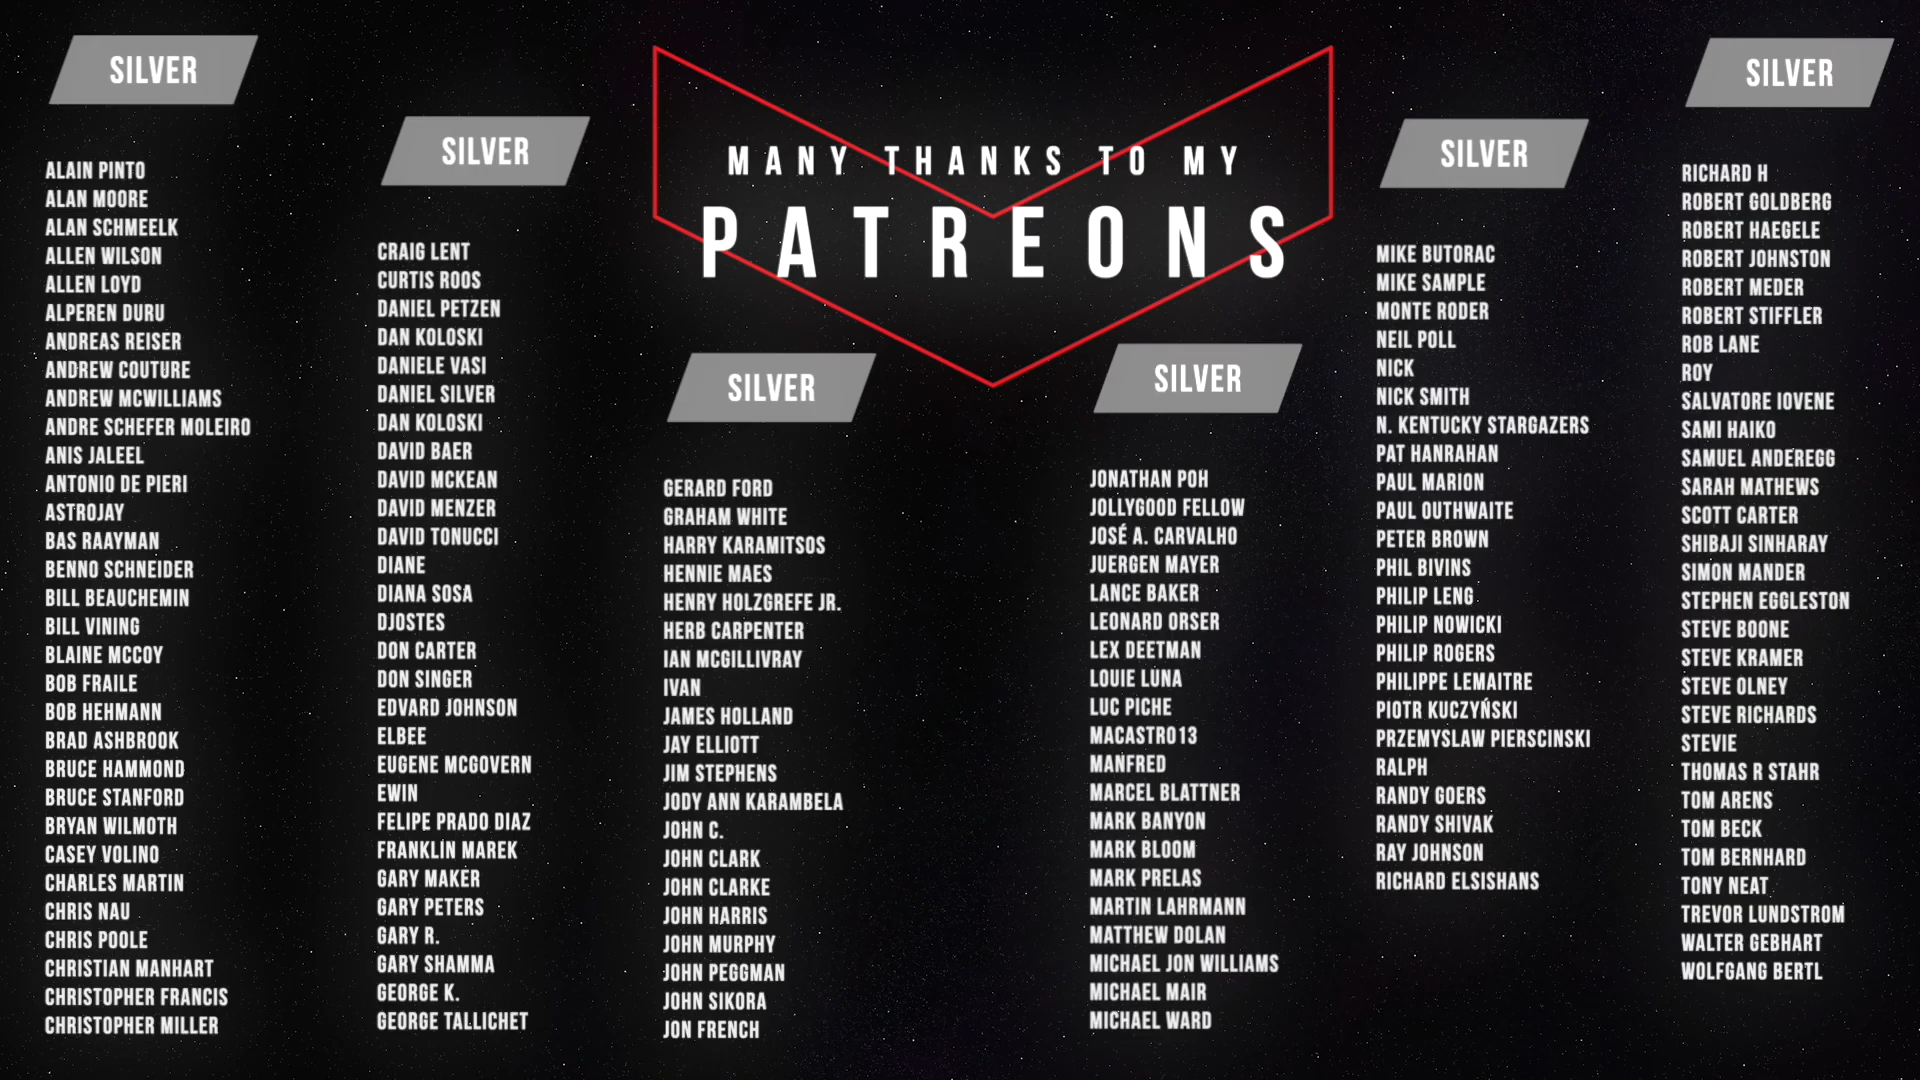 SILVER
ALAIN PINTO
ALAN MOORE
ALAN SCHMEELK
ALLEN WILSON
ALLEN LOYD
ALPEREN DURU
ANDREAS REISER
ANDREW COUTURE
ANDREW MCWILLIAMS
ANDRE SCHEFER MOLEIRO
ANIS JALEEL
ANTONIO DE PIERI
ASTROJAY
BAS RAAYMAN
BENNO SCHNEIDER
BILL BEAUCHEMIN
BILL VINING
BLAINE MCCOY
BOB FRAILE
BOB HEHMANN
BRAD ASHBROOK
BRUCE HAMMOND
BRUCE STANFORD
BRYAN WILMOTH
CASEY VOLINO
CHARLES MARTIN
CHRIS NAU
CHRIS POOLE
CHRISTIAN MANHART
CHRISTOPHER FRANCIS
CHRISTOPHER MILLER
SILVER
CRAIG LENT
CURTIS ROOS
DANIEL PETZEN
DAN KOLOSKI
DANIELE VASI
DANIEL SILVER
DAN KOLOSKI
DAVID BAER
DAVID MCKEAN
DAVID MENZER
DAVID TONUCCI
DIANE
DIANA SOSA
DJOSTES
DON CARTER
DON SINGER
EDVARD JOHNSON
ELBEE
EUGENE MCGOVERN
EWIN
FELIPE PRADO DIAZ
FRANKLIN MAREK
GARY MAKER
GARY PETERS
GARY R.
GARY SHAMMA
GEORGE K.
GEORGE TALLICHET
MANY THANKS TO MY
PATREONS
SILVER
GERARD FORD
GRAHAM WHITE
HARRY KARAMITSOS
HENNIE MAES
HENRY HOLZGREFE JR.
HERB CARPENTER
IAN MCGILLIVRAY
IVAN
JAMES HOLLAND
JAY ELLIOTT
JIM STEPHENS
JODY ANN KARAMBELA
JOHN C.
JOHN CLARK
JOHN CLARKE
JOHN HARRIS
JOHN MURPHY
JOHN PEGGMAN
JOHN SIKORA
JON FRENCH
SILVER
JONATHAN POH
JOLLYGOOD FELLOW
JOSÉ A. CARVALHO
JUERGEN MAYER
LANCE BAKER
LEONARD ORSER
LEX DEETMAN
LOUIE LUNA
LUC PICHE
MACASTRO13
MANFRED
MARCEL BLATTNER
MARK BANYON
MARK BLOOM
MARK PRELAS
MARTIN LAHRMANN
MATTHEW DOLAN
MICHAEL JON WILLIAMS
MICHAEL MAIR
MICHAEL WARD
SILVER
MIKE BUTORAC
MIKE SAMPLE
MONTE RODER
NEIL POLL
NICK
NICK SMITH
N. KENTUCKY STARGAZERS
PAT HANRAHAN
PAUL MARION
PAUL OUTHWAITE
PETER BROWN
PHIL BIVINS
PHILIP LENG
PHILIP NOWICKI
PHILIP ROGERS
PHILIPPE LEMAITRE
PIOTR KUCZYŃSKI
PRZEMYSLAW PIERSCINSKI
RALPH
RANDY GOERS
RANDY SHIVAK
RAY JOHNSON
RICHARD ELSISHANS
SILVER
RICHARD H
ROBERT GOLDBERG
ROBERT HAEGELE
ROBERT JOHNSTON
ROBERT MEDER
ROBERT STIFFLER
ROB LANE
ROY
SALVATORE IOVENE
SAMI HAIKO
SAMUEL ANDEREGG
SARAH MATHEWS
SCOTT CARTER
SHIBAJI SINHARAY
SIMON MANDER
STEPHEN EGGLESTON
STEVE BOONE
STEVE KRAMER
STEVE OLNEY
STEVE RICHARDS
STEVIE
THOMAS R STAHR
TOM ARENS
TOM BECK
TOM BERNHARD
TONY NEAT
TREVOR LUNDSTROM
WALTER GEBHART
WOLFGANG BERTL